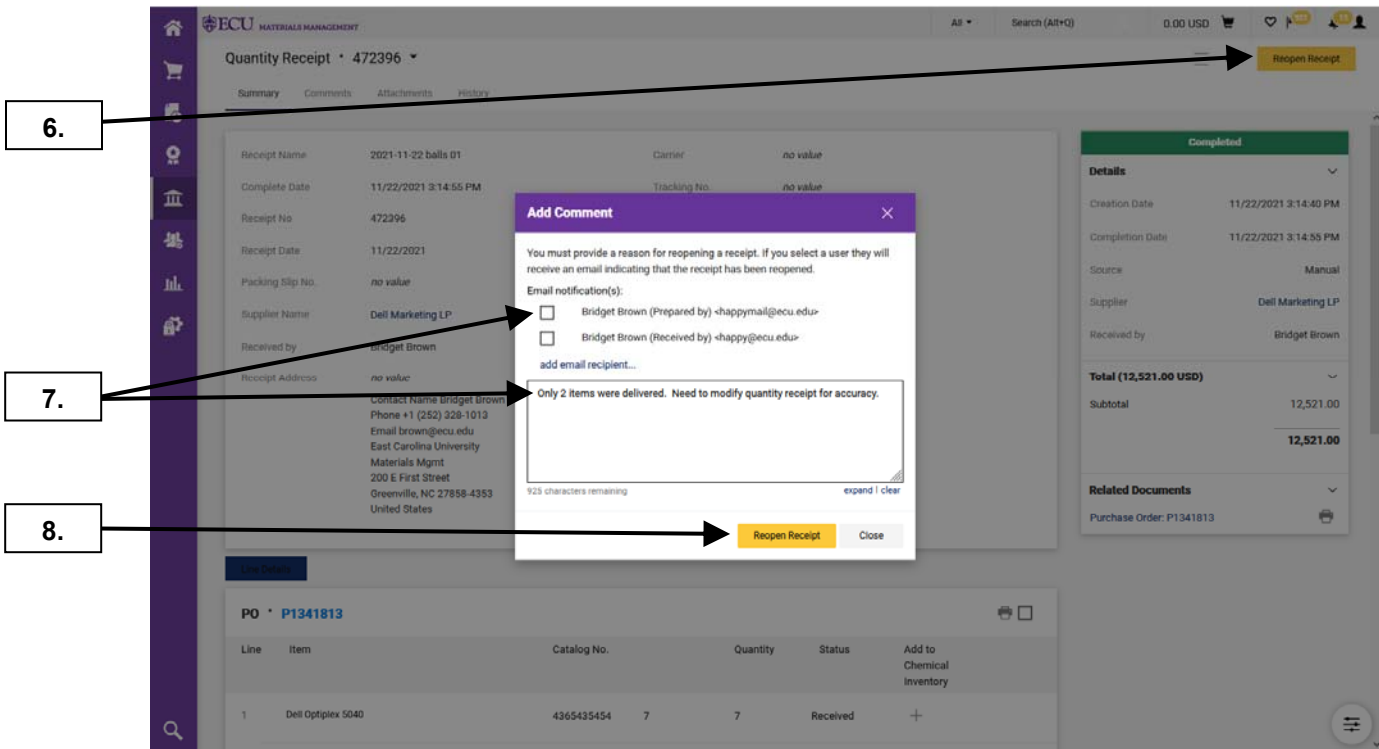 ECU MATERIALS MANAGEMENT
All
Search (Alt+Q)
0.00 USD
Quantity Receipt · 472396
Reopen Receipt
Summary
Comments
Attachments
History
6.
Receipt Name
2021-11-22 balls 01
Carrier
no value
Complete Date
11/22/2021 3:14:55 PM
Tracking No.
no value
Receipt No
472396
Receipt Date
11/22/2021
Packing Slip No.
no value
Supplier Name
Dell Marketing LP
Received by
Bridget Brown
Receipt Address
no value
Contact Name Bridget Brown
Phone +1 (252) 328-1013
Email brown@ecu.edu
East Carolina University
Materials Mgmt
200 E First Street
Greenville, NC 27858-4353
United States
Add Comment
You must provide a reason for reopening a receipt. If you select a user they will
receive an email indicating that the receipt has been reopened.
Email notification(s):
Bridget Brown (Prepared by) <happymail@ecu.edu>
Bridget Brown (Received by) <happy@ecu.edu>
add email recipient...
7.
Only 2 items were delivered. Need to modify quantity receipt for accuracy.
925 characters remaining
expand | clear
8.
Reopen Receipt
Close
Completed
Details
Creation Date
11/22/2021 3:14:40 PM
Completion Date
11/22/2021 3:14:55 PM
Source
Manual
Supplier
Dell Marketing LP
Received by
Bridget Brown
Total (12,521.00 USD)
Subtotal
12,521.00
12,521.00
Related Documents
Purchase Order: P1341813
Line Details
PO · P1341813
Line
Item
Catalog No.
Quantity
Status
Add to
Chemical
Inventory
1
Dell Optiplex 5040
4365435454
7
7
Received